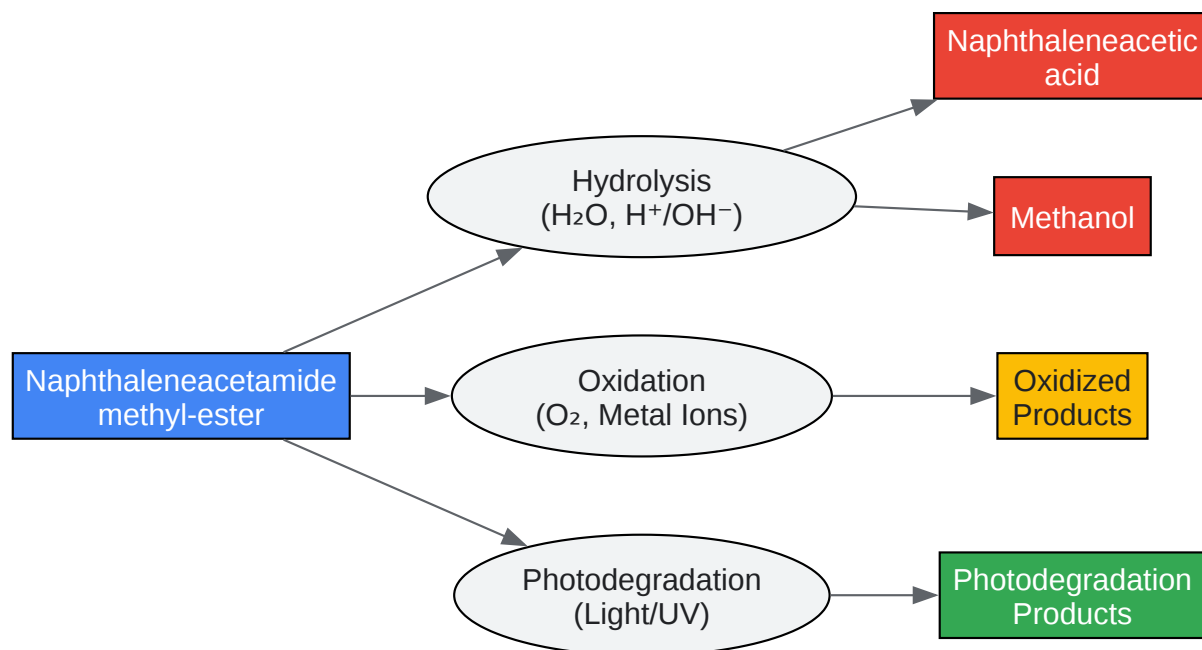 Naphthaleneacetic
acid
Hydrolysis
(H₂O, H⁺/OH⁻)
Methanol
Naphthaleneacetamide
methyl-ester
Oxidation
(O₂, Metal Ions)
Oxidized
Products
Photodegradation
(Light/UV)
Photodegradation
Products